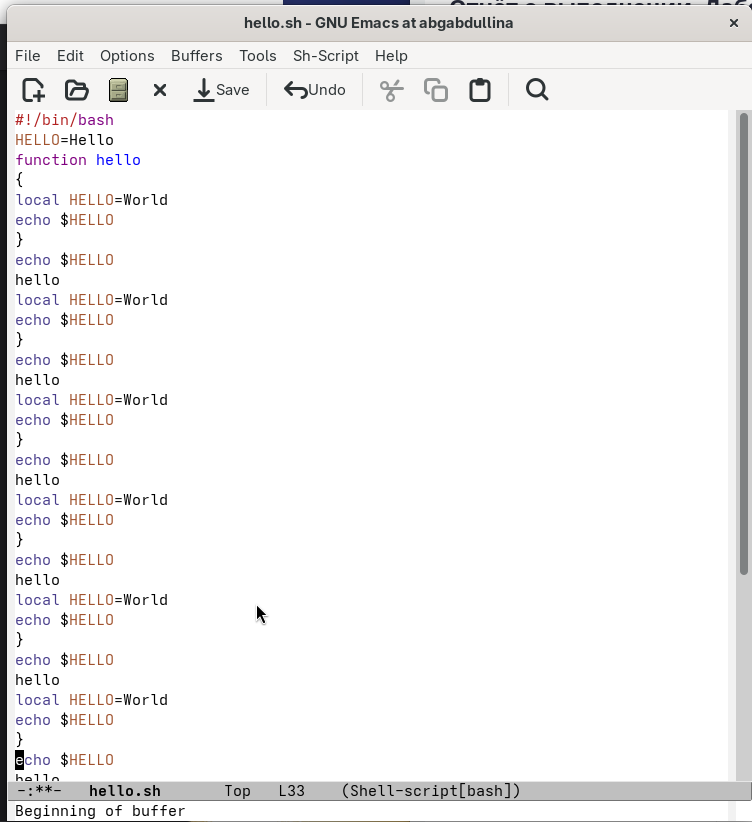 hello.sh - GNU Emacs at abgabdullina
File Edit Options Buffers Tools Sh-Script Help
Save Undo
#!/bin/bash
HELLO=Hello
function hello
{
local HELLO=World
echo $HELLO
}
echo $HELLO
hello
local HELLO=World
echo $HELLO
}
echo $HELLO
hello
local HELLO=World
echo $HELLO
}
echo $HELLO
hello
local HELLO=World
echo $HELLO
}
echo $HELLO
hello
local HELLO=World
echo $HELLO
}
echo $HELLO
hello
local HELLO=World
echo $HELLO
}
echo $HELLO
hello
-:**- hello.sh Top L33 (Shell-script[bash])
Beginning of buffer